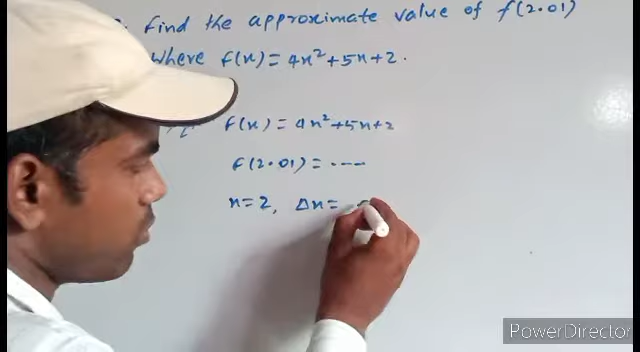 Find the approximate value of f(2.01)
where f(x) = 4x² + 5x + 2.
f(x) = 4x² + 5x + 2
f(2.01) = ----
x = 2, Δx =
PowerDirector